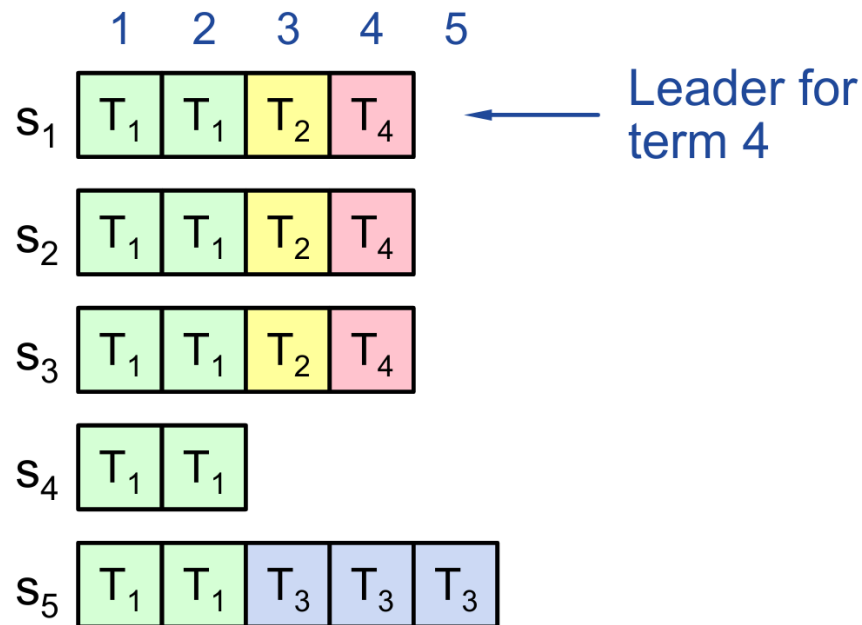 1 2 3 4 5
s₁ T₁ T₁ T₂ T₄
Leader for
term 4
s₂ T₁ T₁ T₂ T₄
s₃ T₁ T₁ T₂ T₄
s₄ T₁ T₁
s₅ T₁ T₁ T₃ T₃ T₃